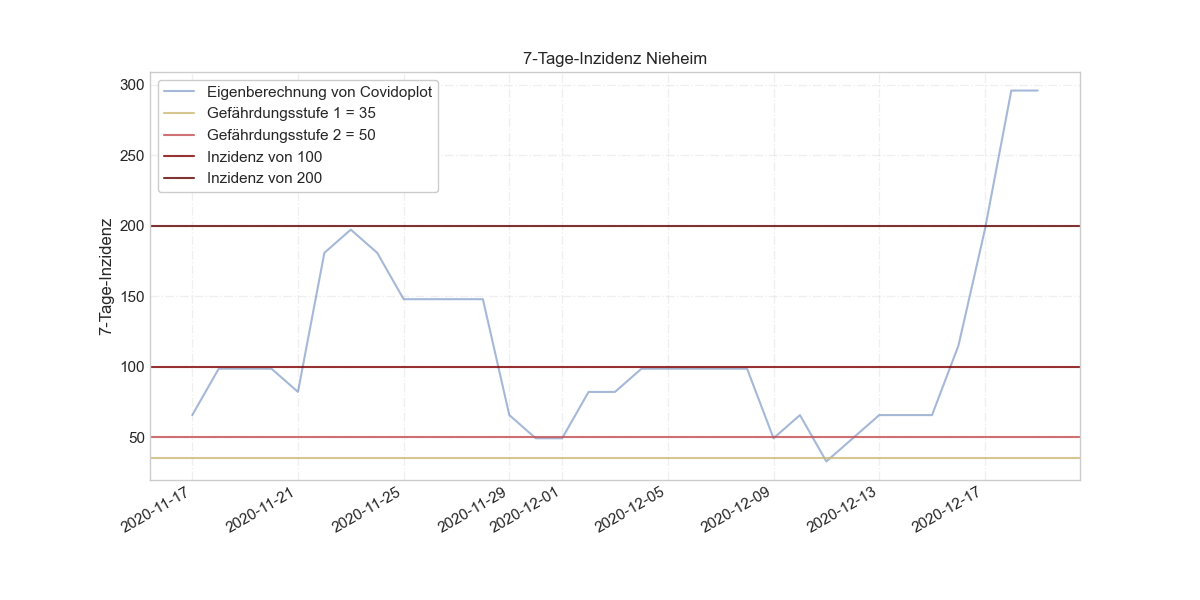 7-Tage-Inzidenz Nieheim
Eigenberechnung von Covidoplot
Gefährdungsstufe 1 = 35
Gefährdungsstufe 2 = 50
Inzidenz von 100
Inzidenz von 200
7-Tage-Inzidenz
300
250
200
150
100
50
2020-11-17
2020-11-21
2020-11-25
2020-11-29
2020-12-01
2020-12-05
2020-12-09
2020-12-13
2020-12-17